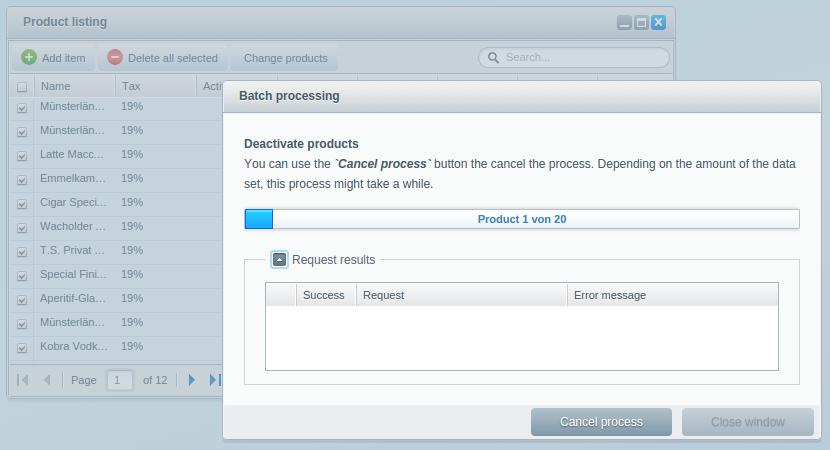 Product listing
Add item
Delete all selected
Change products
Search...
Name
Tax
Münsterlän...
19%
Münsterlän...
19%
Latte Macc...
19%
Emmelkam...
19%
Cigar Speci...
19%
Wacholder ...
19%
T.S. Privat ...
19%
Special Fini...
19%
Aperitif-Gla...
19%
Münsterlän...
19%
Kobra Vodk...
19%
Page 1 of 12
Batch processing
Deactivate products
You can use the `Cancel process` button the cancel the process. Depending on the amount of the data
set, this process might take a while.
Product 1 von 20
Request results
Success
Request
Error message
Cancel process
Close window